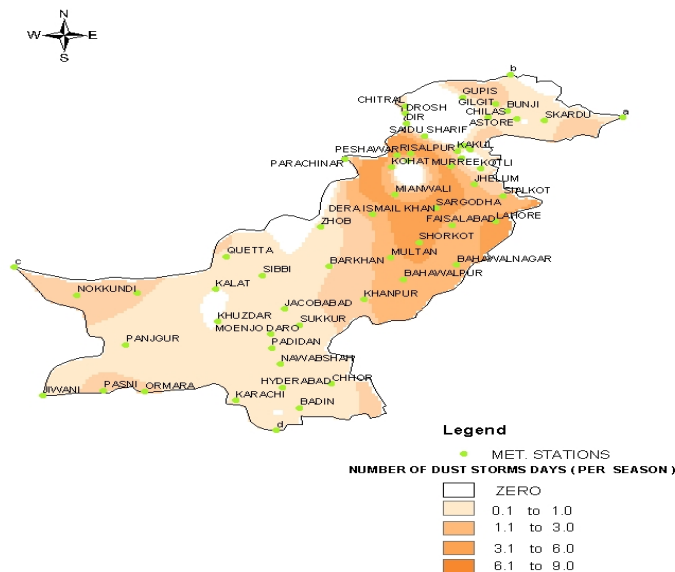 N
W E
S
b
GUPIS
CHITRAL
GILGIT
DROSH
BUNJI
CHILAS
DIR
ASTORE
SKARDU
a
SAIDU SHARIF
PESHAWAR
RISALPUR
KAKUL
PARACHINAR
KOHAT
MURREE
KOTLI
JHELUM
MIANWALI
SIALKOT
SARGODHA
DERA ISMAIL KHAN
FAISALABAD
LAHORE
ZHOB
SHORKOT
QUETTA
MULTAN
c
SIBBI
BARKHAN
BAHAWALNAGAR
BAHAWALPUR
KALAT
NOKKUNDI
KHANPUR
JACOBABAD
KHUZDAR
SUKKUR
MOENJO DARO
PANJGUR
PADIDAN
NAWABSHAH
HYDERABAD
CHHOR
JIWANI
PASNI
ORMARA
KARACHI
BADIN
d
Legend
MET. STATIONS
NUMBER OF DUST STORMS DAYS ( PER SEASON )
ZERO
0.1 to 1.0
1.1 to 3.0
3.1 to 6.0
6.1 to 9.0